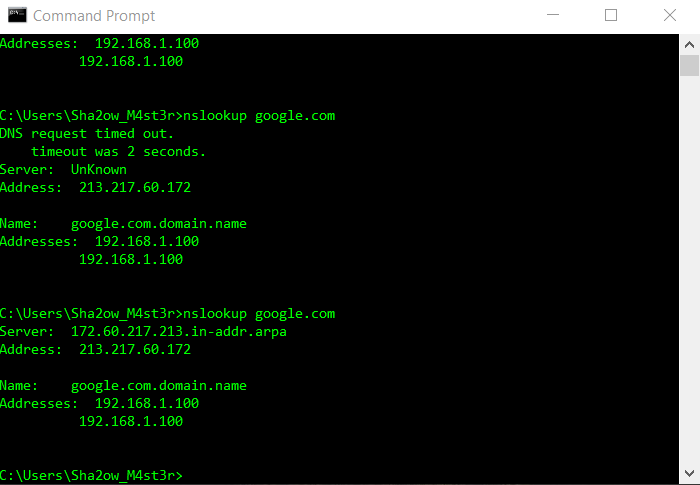 Command Prompt
Addresses:  192.168.1.100
          192.168.1.100
C:\Users\Sha2ow_M4st3r>nslookup google.com
DNS request timed out.
    timeout was 2 seconds.
Server:  UnKnown
Address:  213.217.60.172
Name:    google.com.domain.name
Addresses:  192.168.1.100
          192.168.1.100
C:\Users\Sha2ow_M4st3r>nslookup google.com
Server:  172.60.217.213.in-addr.arpa
Address:  213.217.60.172
Name:    google.com.domain.name
Addresses:  192.168.1.100
          192.168.1.100
C:\Users\Sha2ow_M4st3r>